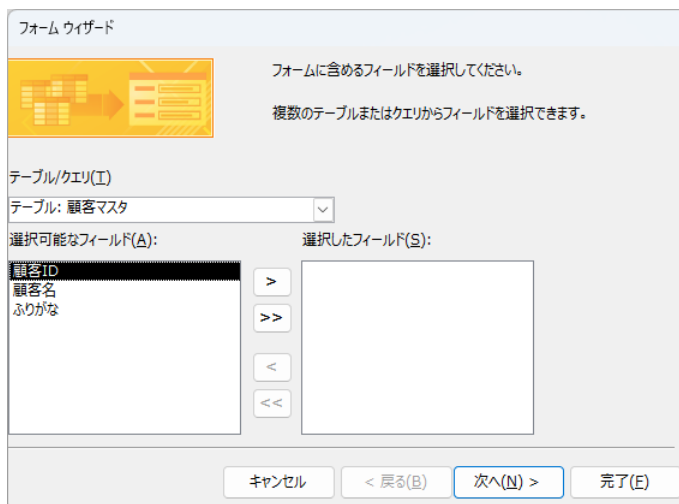 フォーム ウィザード
フォームに含めるフィールドを選択してください。
複数のテーブルまたはクエリからフィールドを選択できます。
テーブル/クエリ(T)
テーブル: 顧客マスタ
選択可能なフィールド(A):
選択したフィールド(S):
顧客ID
顧客名
ふりがな
>
>>
<
<<
キャンセル
< 戻る(B)
次へ(N) >
完了(F)